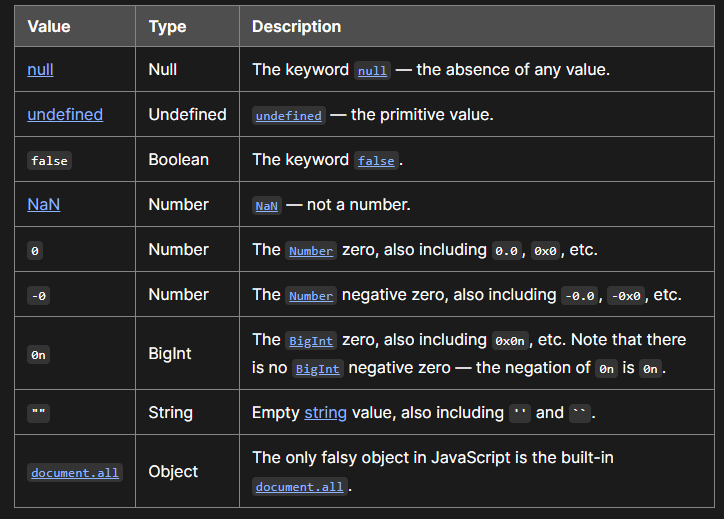 Value Type Description
null Null The keyword null — the absence of any value.
undefined Undefined undefined — the primitive value.
false Boolean The keyword false.
NaN Number NaN — not a number.
0 Number The Number zero, also including 0.0, 0x0, etc.
-0 Number The Number negative zero, also including -0.0, -0x0, etc.
0n BigInt The BigInt zero, also including 0x0n, etc. Note that there
is no BigInt negative zero — the negation of 0n is 0n.
"" String Empty string value, also including '' and ``.
document.all Object The only falsy object in JavaScript is the built-in
document.all.